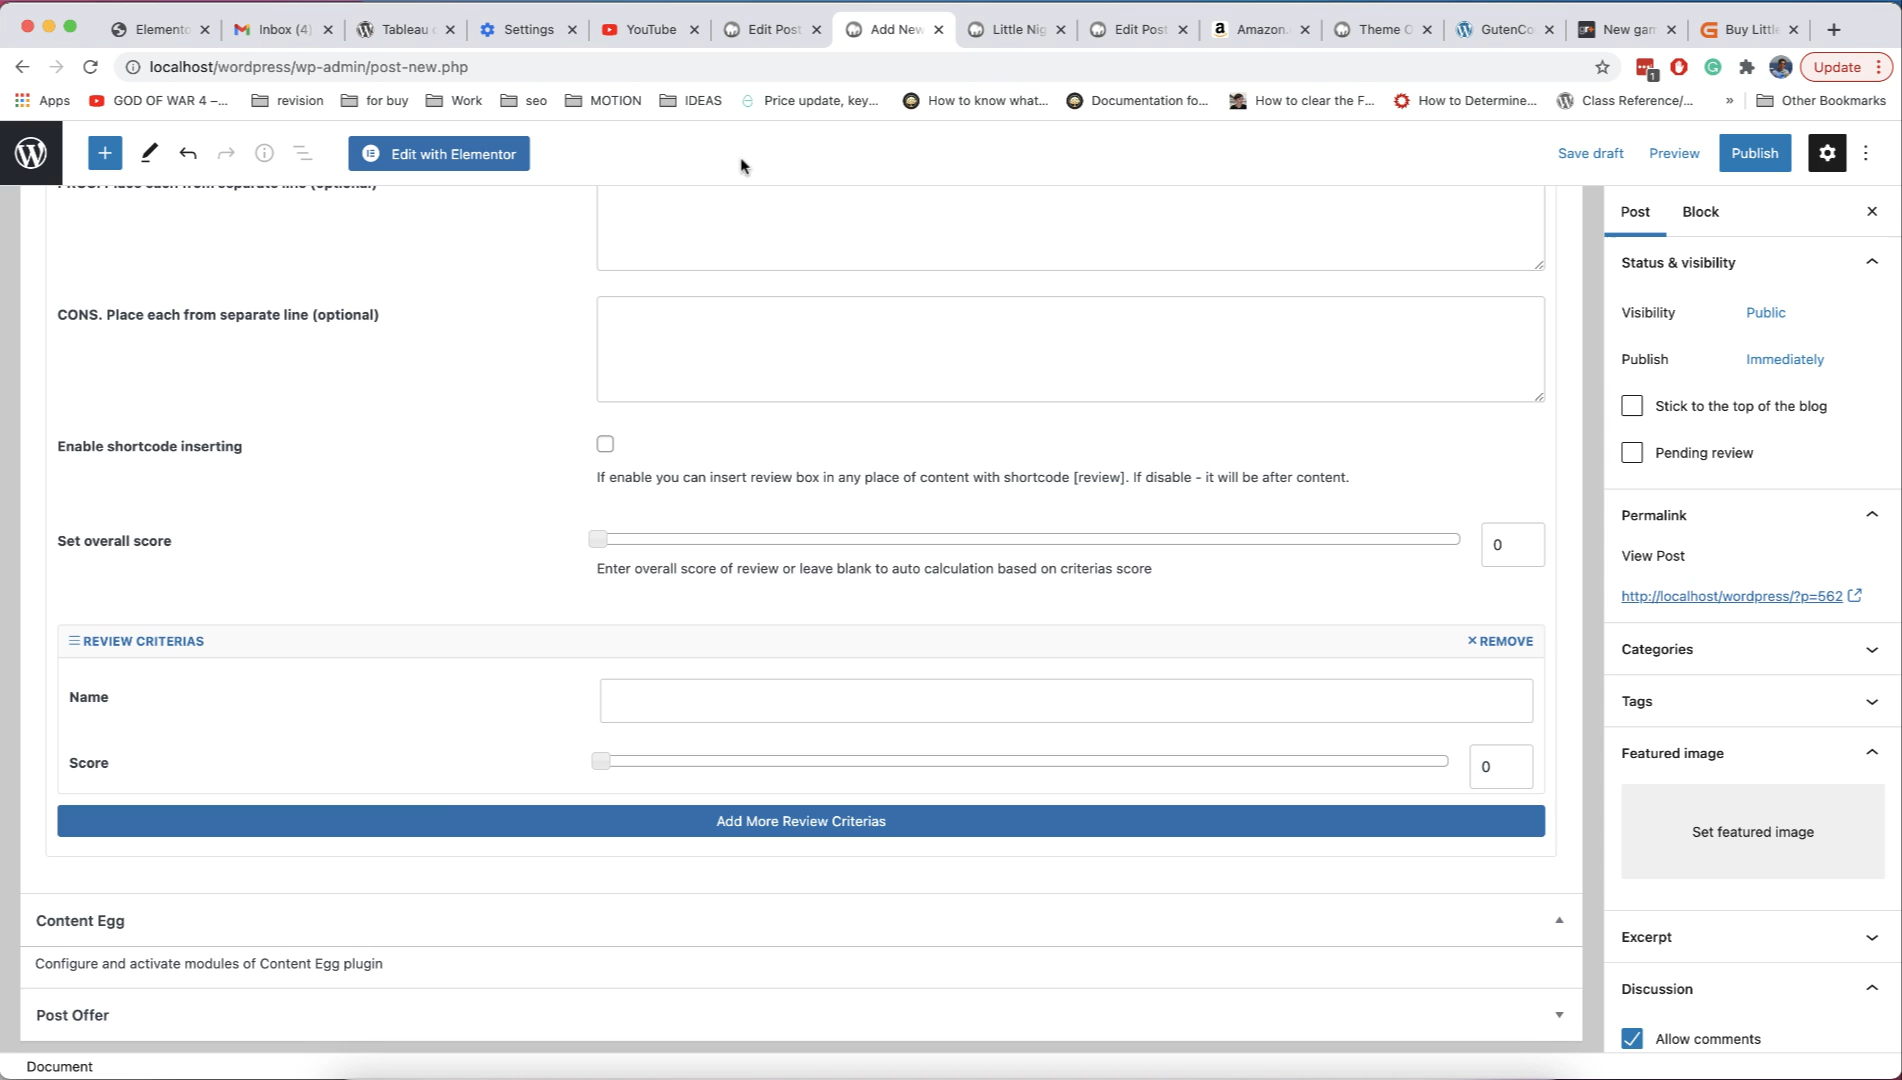 Elemento
Inbox (4)
Tableau
Settings
YouTube
Edit Post
Add New
Little Nig
Edit Post
Amazon.
Theme O
GutenCo
New gam
Buy Little
localhost/wordpress/wp-admin/post-new.php
1
Update
Apps
GOD OF WAR 4 –...
revision
for buy
Work
seo
MOTION
IDEAS
Price update, key...
How to know what...
Documentation fo...
How to clear the F...
How to Determine...
Class Reference/...
»
Other Bookmarks
Edit with Elementor
Save draft
Preview
Publish
PROS. Place each from separate line (optional)
CONS. Place each from separate line (optional)
Enable shortcode inserting
If enable you can insert review box in any place of content with shortcode [review]. If disable - it will be after content.
Set overall score
0
Enter overall score of review or leave blank to auto calculation based on criterias score
REVIEW CRITERIAS
REMOVE
Name
Score
0
Add More Review Criterias
Content Egg
Configure and activate modules of Content Egg plugin
Post Offer
Document
Post
Block
Status & visibility
Visibility
Public
Publish
Immediately
Stick to the top of the blog
Pending review
Permalink
View Post
http://localhost/wordpress/?p=562
Categories
Tags
Featured image
Set featured image
Excerpt
Discussion
Allow comments